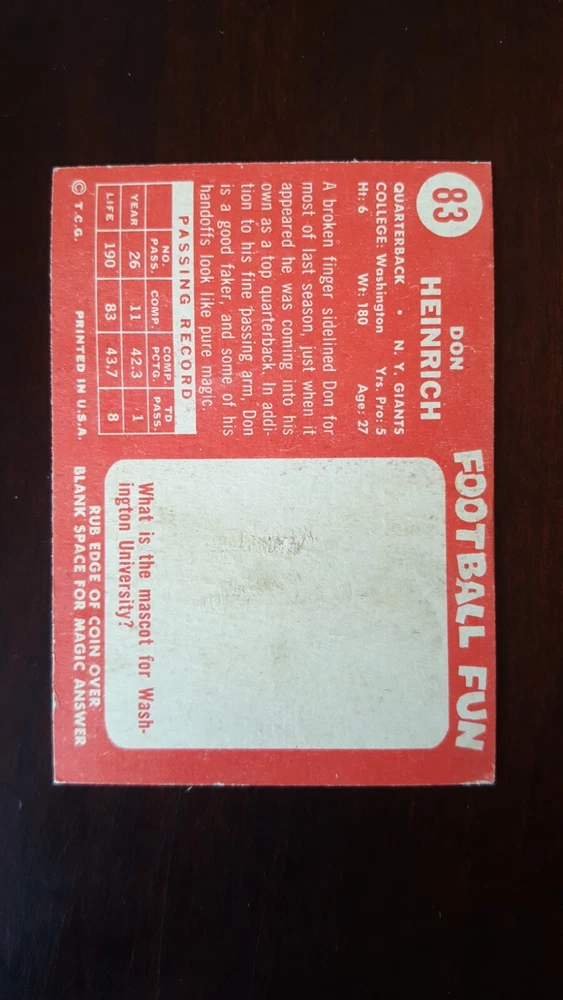 83
DON
HEINRICH
QUARTERBACK • N. Y. GIANTS
COLLEGE: Washington Yrs. Pro: 5
Ht: 6 Wt: 180 Age: 27
A broken finger sidelined Don for
most of last season, just when it
appeared he was coming into his
own as a top quarterback. In addi-
tion to his fine passing arm, Don
is a good faker, and some of his
handoffs look like pure magic.
PASSING RECORD
YEAR NO. PASS. COMP. COMP. PCTG. TD PASS.
26 11 42.3 1
LIFE 190 83 43.7 8
© T.C.G. PRINTED IN U.S.A.
FOOTBALL FUN
What is the mascot for Wash-
ington University?
RUB EDGE OF COIN OVER
BLANK SPACE FOR MAGIC ANSWER